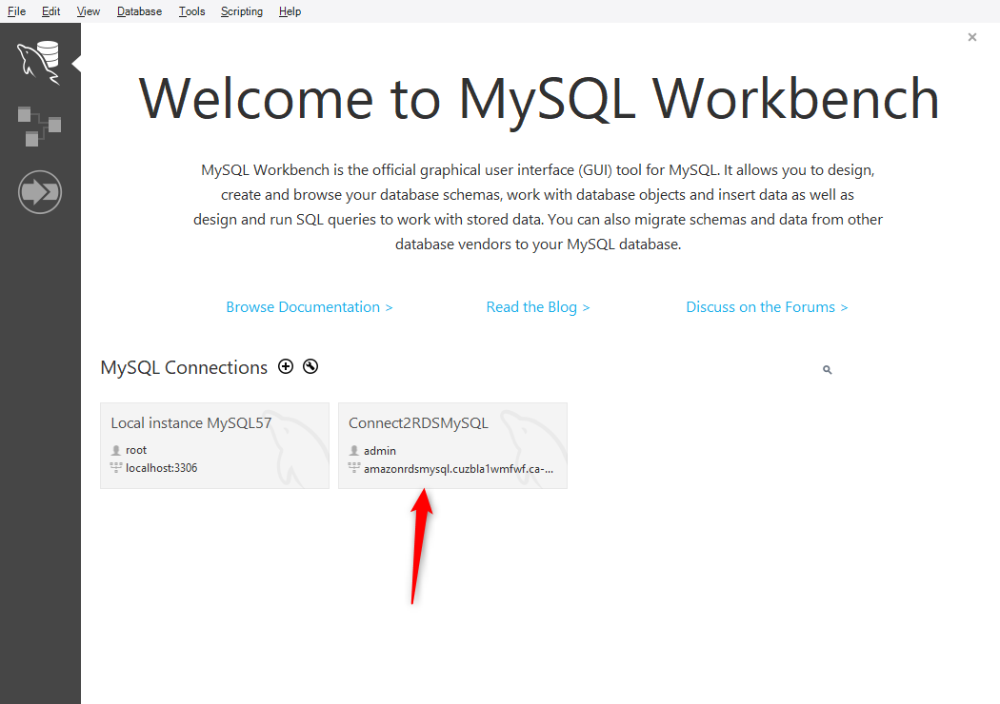 File Edit View Database Tools Scripting Help
Welcome to MySQL Workbench
MySQL Workbench is the official graphical user interface (GUI) tool for MySQL. It allows you to design,
create and browse your database schemas, work with database objects and insert data as well as
design and run SQL queries to work with stored data. You can also migrate schemas and data from other
database vendors to your MySQL database.
Browse Documentation > Read the Blog > Discuss on the Forums >
MySQL Connections
Local instance MySQL57
root
localhost:3306
Connect2RDSMySQL
admin
amazonrdsmysql.cuzbla1wmfwf.ca-...